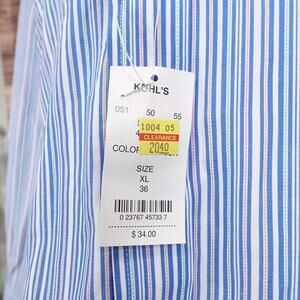 KOHL'S
051 50 55
1004 05
CLEARANCE
2040
COLOR
SIZE
XL
36
0 23767 45733 7
$ 34.00